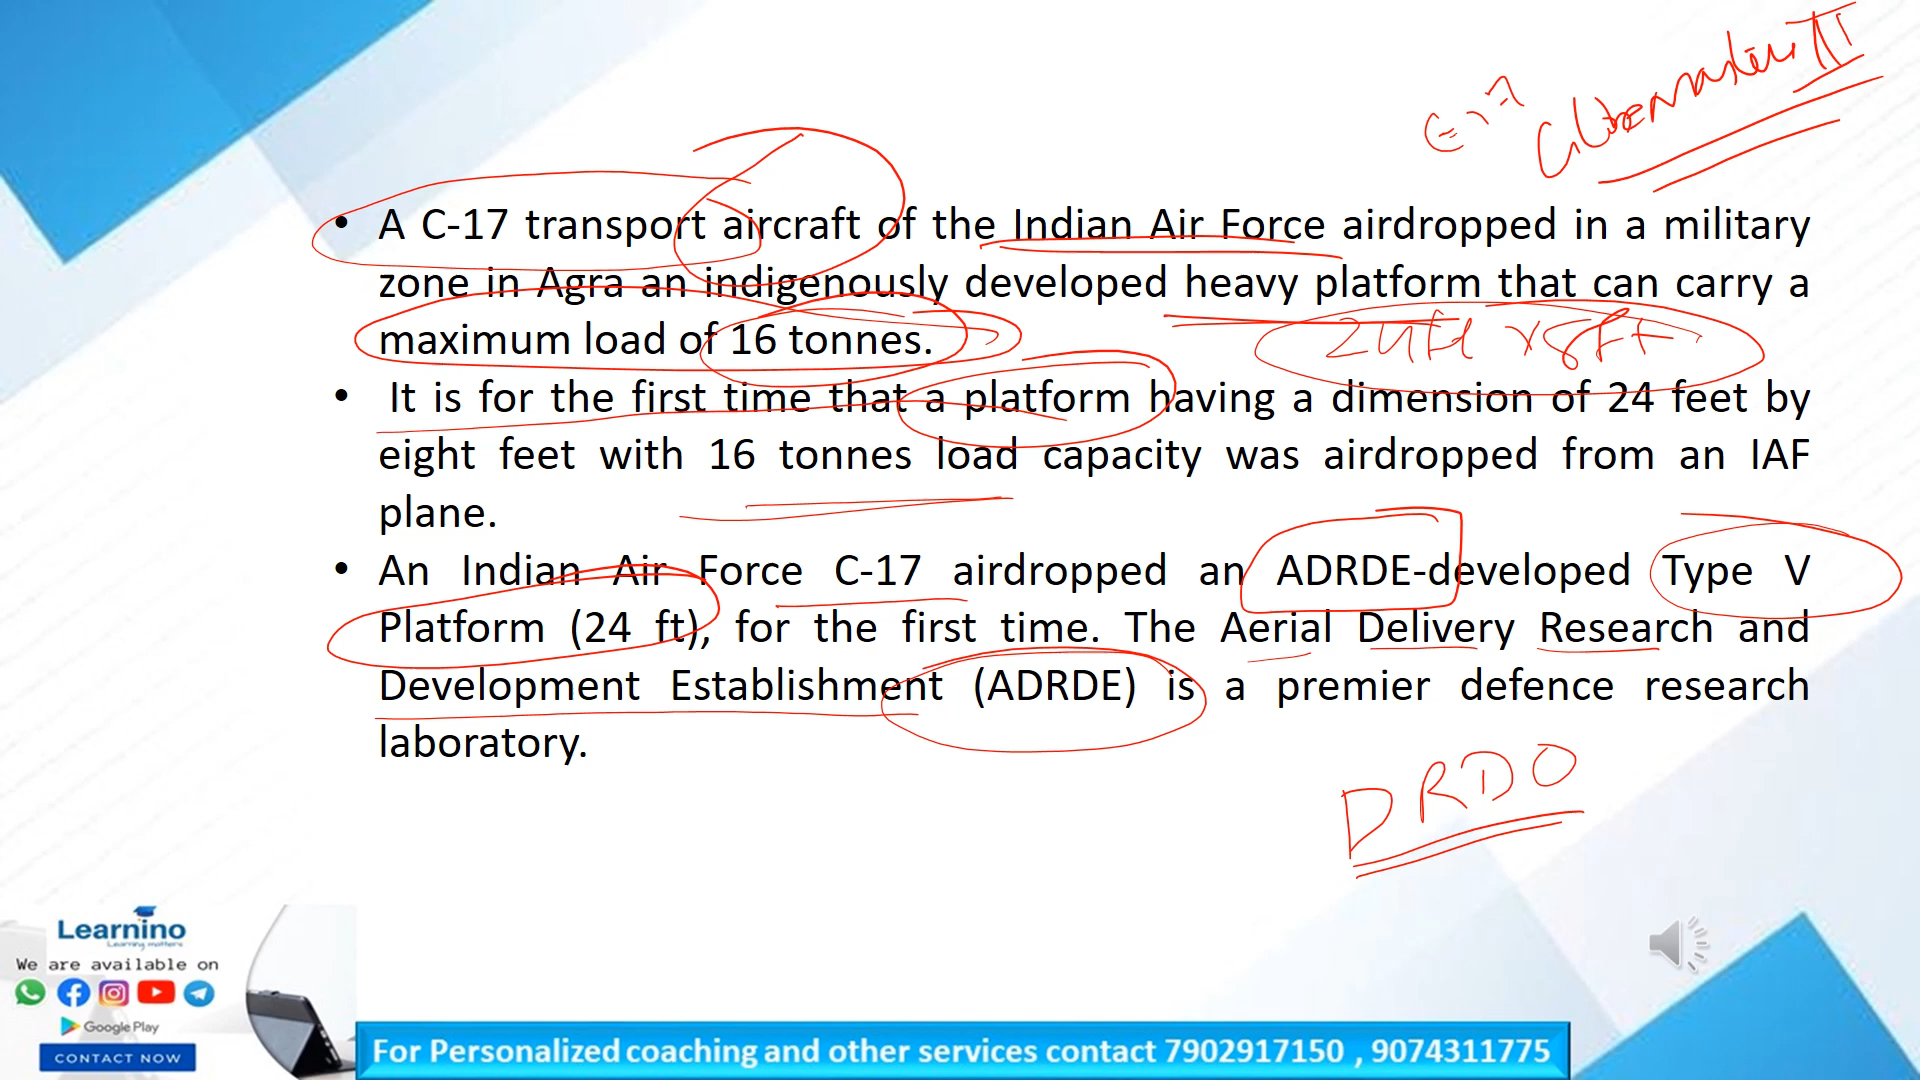 C-17 Globemaster III
• A C-17 transport aircraft of the Indian Air Force airdropped in a military
zone in Agra an indigenously developed heavy platform that can carry a
maximum load of 16 tonnes.
24ft x 8ft
• It is for the first time that a platform having a dimension of 24 feet by
eight feet with 16 tonnes load capacity was airdropped from an IAF
plane.
• An Indian Air Force C-17 airdropped an ADRDE-developed Type V
Platform (24 ft), for the first time. The Aerial Delivery Research and
Development Establishment (ADRDE) is a premier defence research
laboratory.
DRDO
Learnino
Learning matters
We are available on
Google Play
CONTACT NOW
For Personalized coaching and other services contact 7902917150 , 9074311775